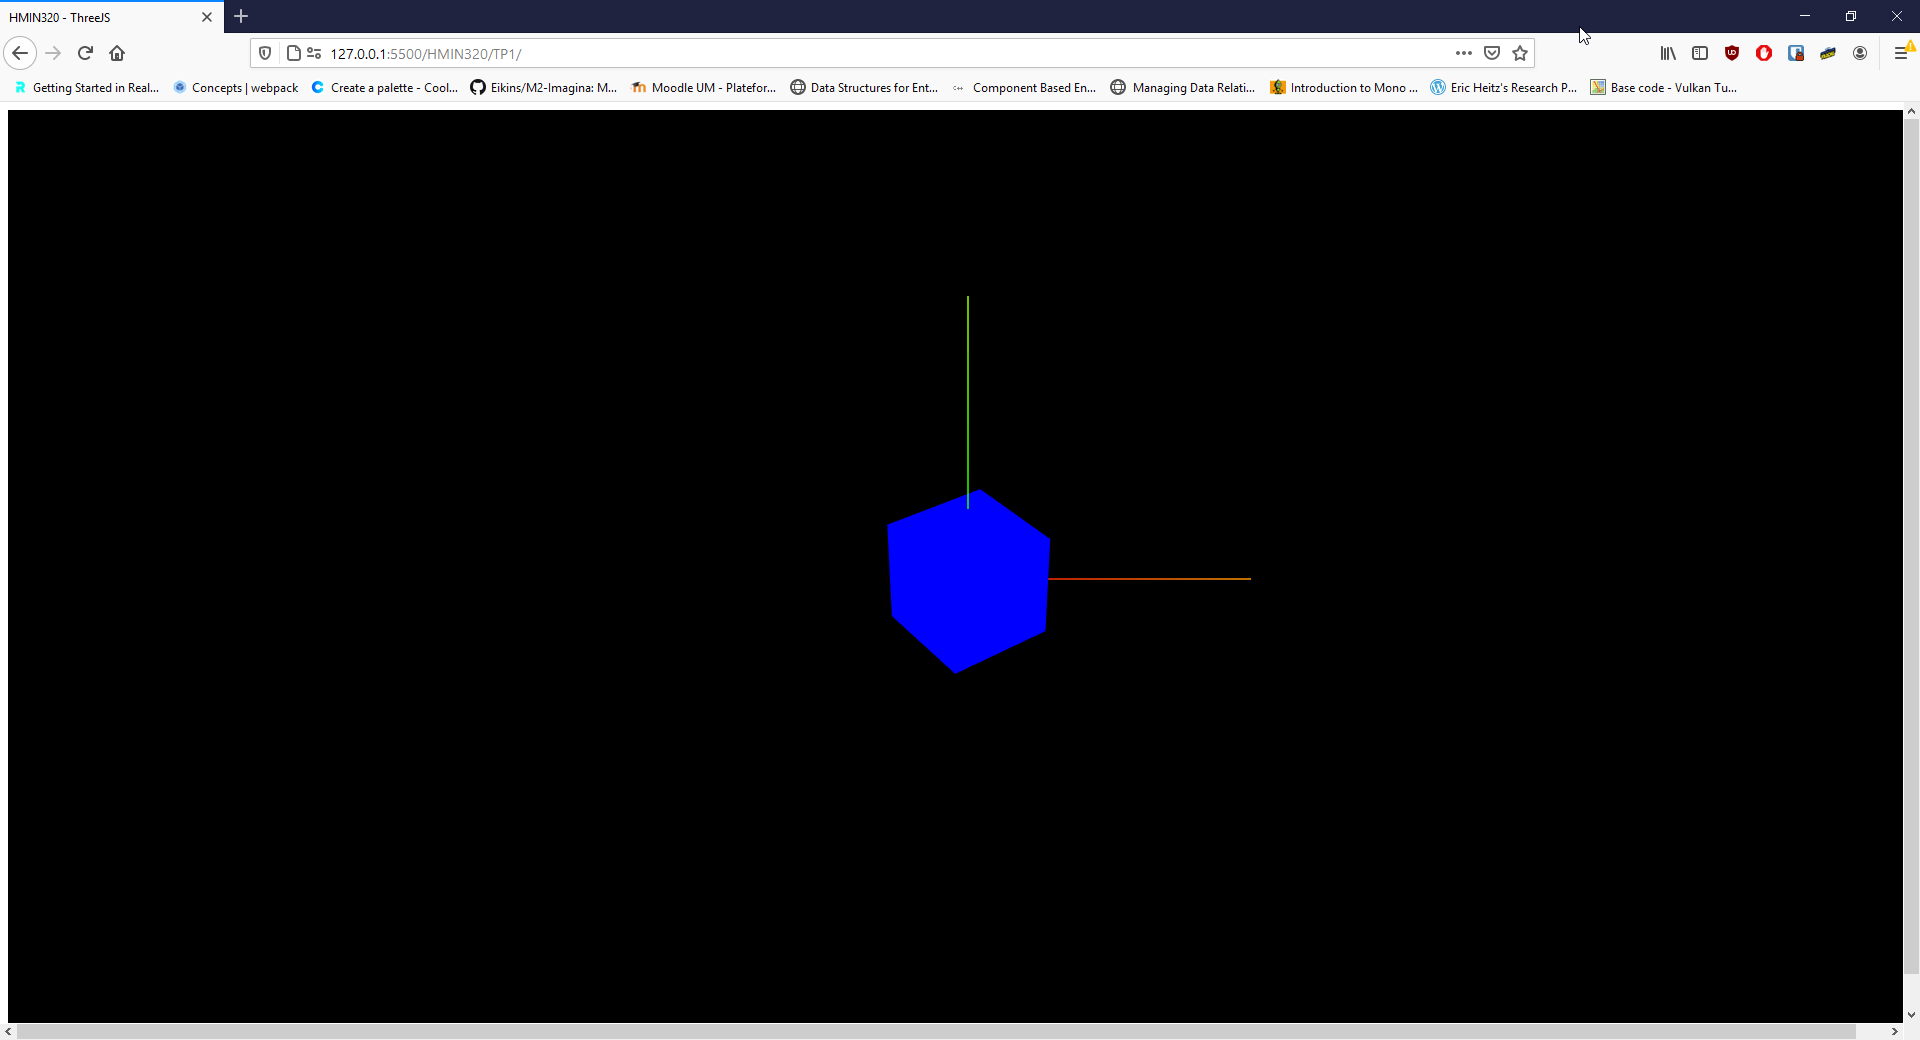 HMIN320 - ThreeJS
127.0.0.1:5500/HMIN320/TP1/
Getting Started in Real... Concepts | webpack Create a palette - Cool... Eikins/M2-Imagina: M... Moodle UM - Platefor... Data Structures for Ent... Component Based En... Managing Data Relati... Introduction to Mono ... Eric Heitz's Research P... Base code - Vulkan Tu...